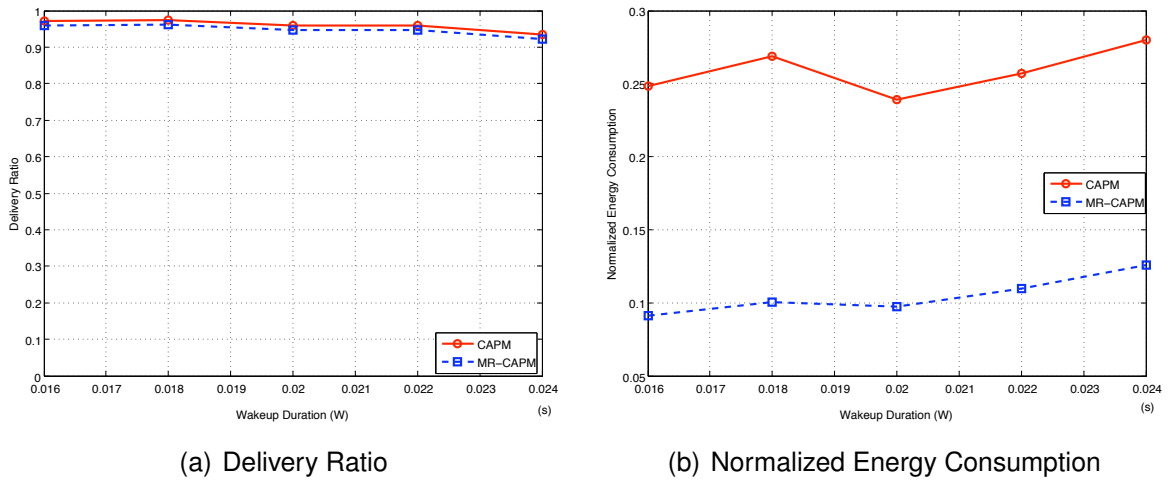 1
0.9
0.8
0.7
0.6
0.5
0.4
0.3
0.2
0.1
0
Delivery Ratio
CAPM
MR-CAPM
0.016 0.017 0.018 0.019 0.02 0.021 0.022 0.023 0.024
(s)
Wakeup Duration (W)
(a) Delivery Ratio
0.3
0.25
0.2
0.15
0.1
0.05
Normalized Energy Consumption
CAPM
MR-CAPM
0.016 0.017 0.018 0.019 0.02 0.021 0.022 0.023 0.024
(s)
Wakeup Duration (W)
(b) Normalized Energy Consumption